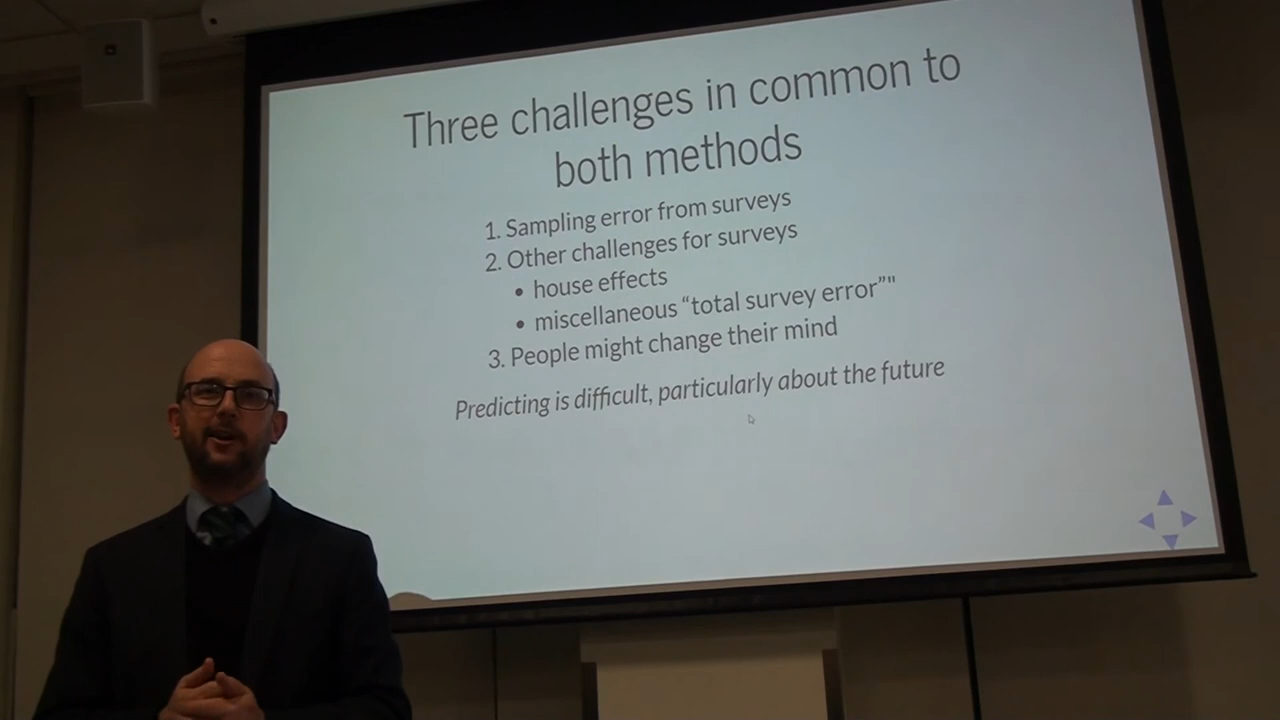 Three challenges in common to
both methods
1. Sampling error from surveys
2. Other challenges for surveys
• house effects
• miscellaneous “total survey error”"
3. People might change their mind
Predicting is difficult, particularly about the future